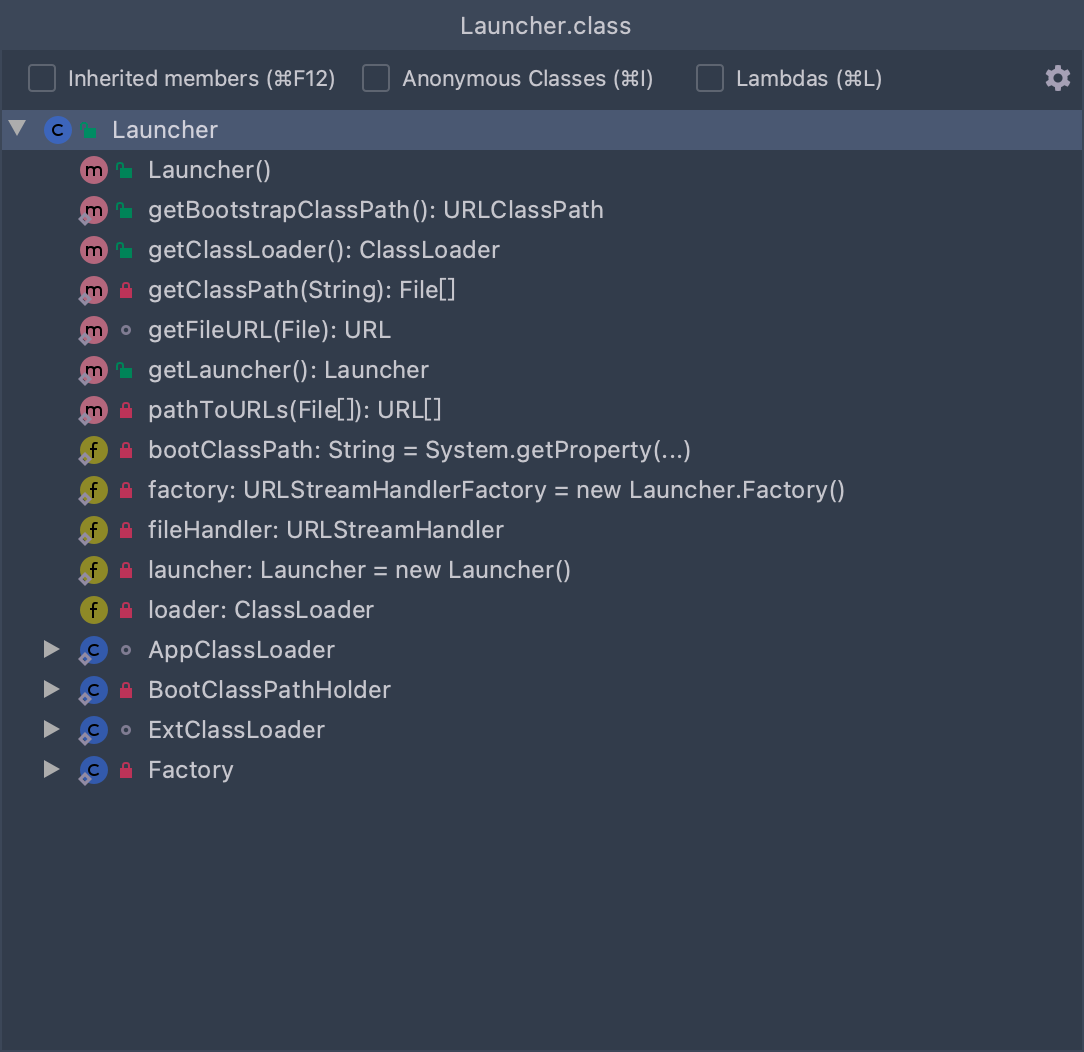 Launcher.class
Inherited members (⌘F12) Anonymous Classes (⌘I) Lambdas (⌘L)
Launcher
Launcher()
getBootstrapClassPath(): URLClassPath
getClassLoader(): ClassLoader
getClassPath(String): File[]
getFileURL(File): URL
getLauncher(): Launcher
pathToURLs(File[]): URL[]
bootClassPath: String = System.getProperty(...)
factory: URLStreamHandlerFactory = new Launcher.Factory()
fileHandler: URLStreamHandler
launcher: Launcher = new Launcher()
loader: ClassLoader
AppClassLoader
BootClassPathHolder
ExtClassLoader
Factory